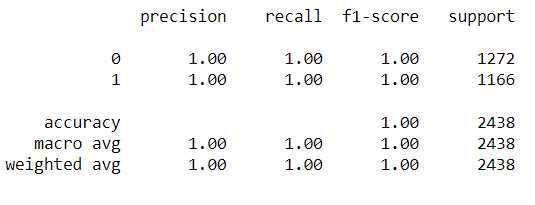 precision recall f1-score support
0 1.00 1.00 1.00 1272
1 1.00 1.00 1.00 1166
accuracy 1.00 2438
macro avg 1.00 1.00 1.00 2438
weighted avg 1.00 1.00 1.00 2438